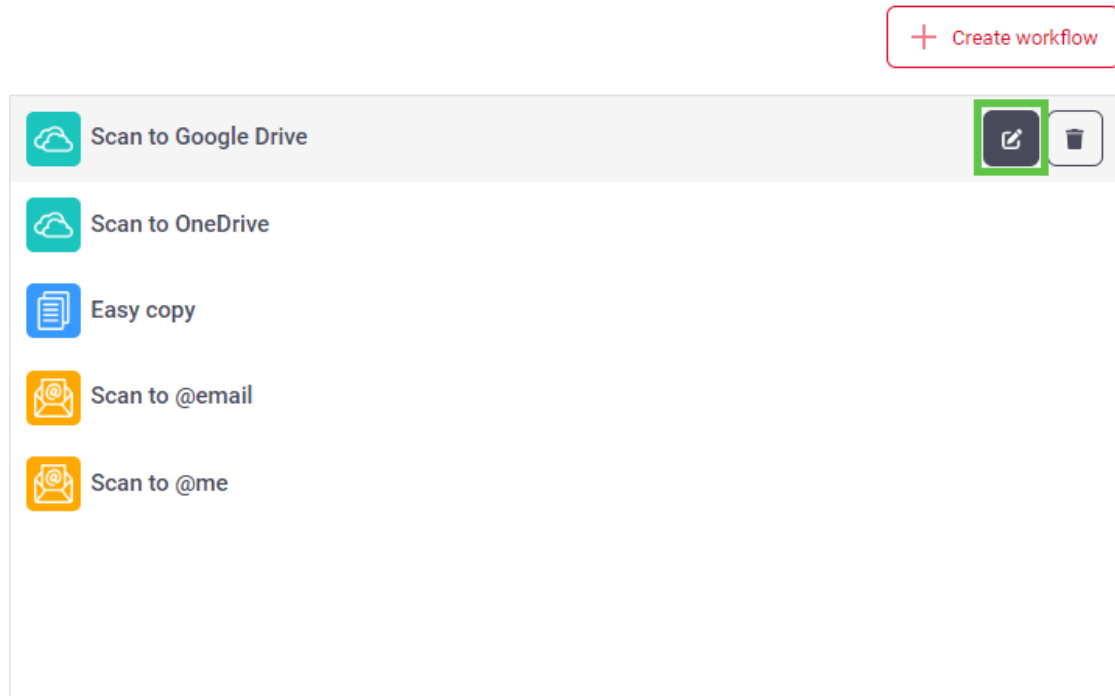 Create workflow
Scan to Google Drive
Scan to OneDrive
Easy copy
Scan to @email
Scan to @me